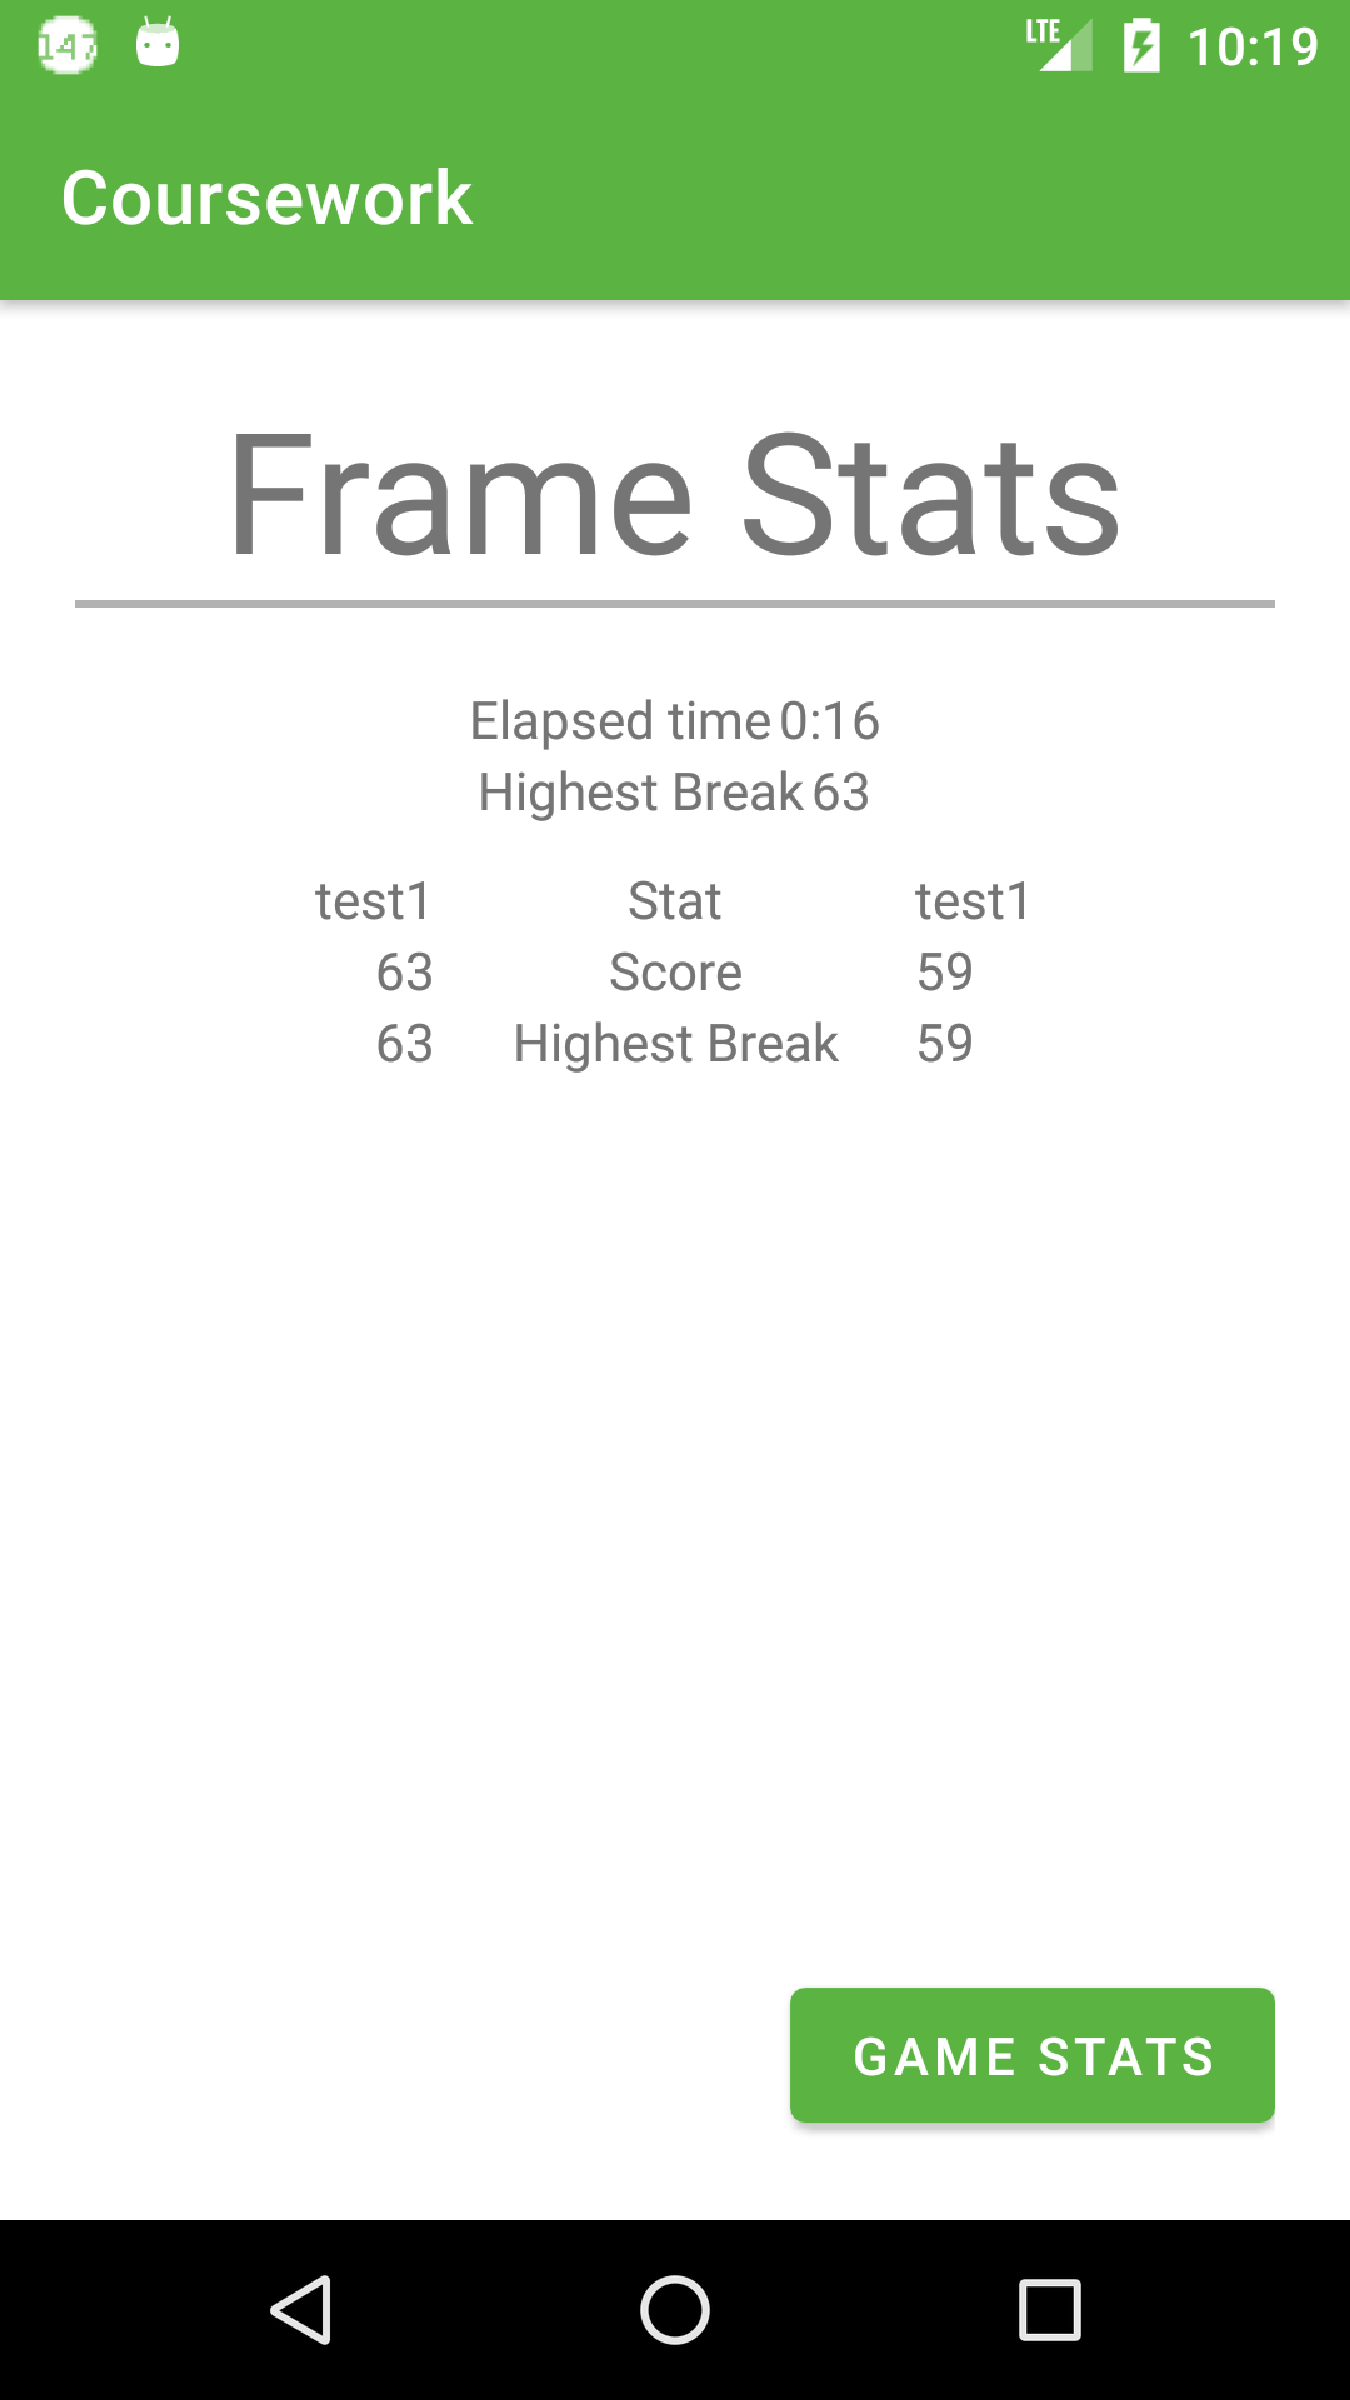 147
LTE
10:19
Coursework
Frame Stats
Elapsed time 0:16
Highest Break 63
test1 Stat test1
63 Score 59
63 Highest Break 59
GAME STATS